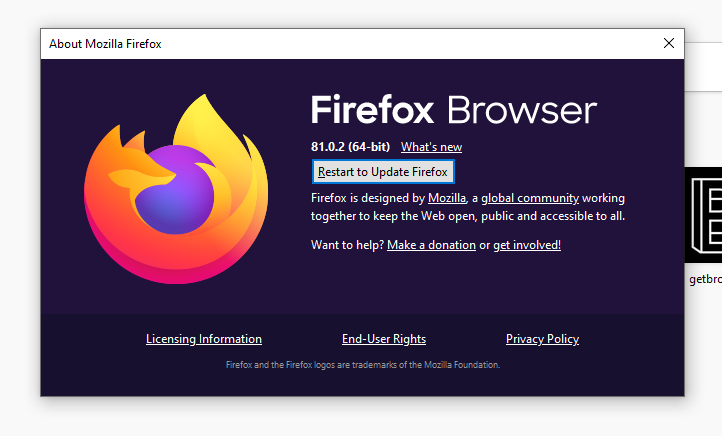 About Mozilla Firefox
Firefox Browser
81.0.2 (64-bit) What's new
Restart to Update Firefox
Firefox is designed by Mozilla, a global community working
together to keep the Web open, public and accessible to all.
Want to help? Make a donation or get involved!
getbro
Licensing Information End-User Rights Privacy Policy
Firefox and the Firefox logos are trademarks of the Mozilla Foundation.